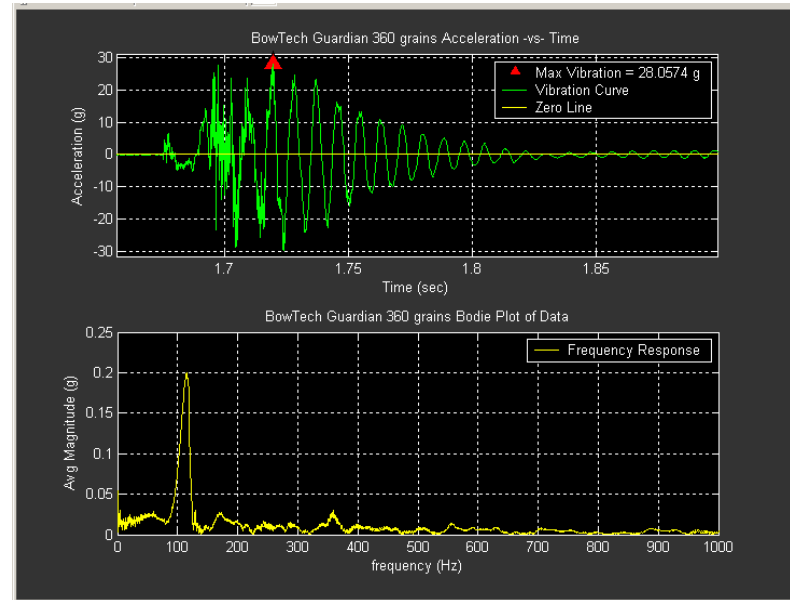 BowTech Guardian 360 grains Acceleration -vs- Time
Acceleration (g)
30
20
10
0
-10
-20
-30
Max Vibration = 28.0574 g
Vibration Curve
Zero Line
1.7 1.75 1.8 1.85
Time (sec)
BowTech Guardian 360 grains Bodie Plot of Data
Avg Magnitude (g)
0.25
0.2
0.15
0.1
0.05
0
Frequency Response
0 100 200 300 400 500 600 700 800 900 1000
frequency (Hz)